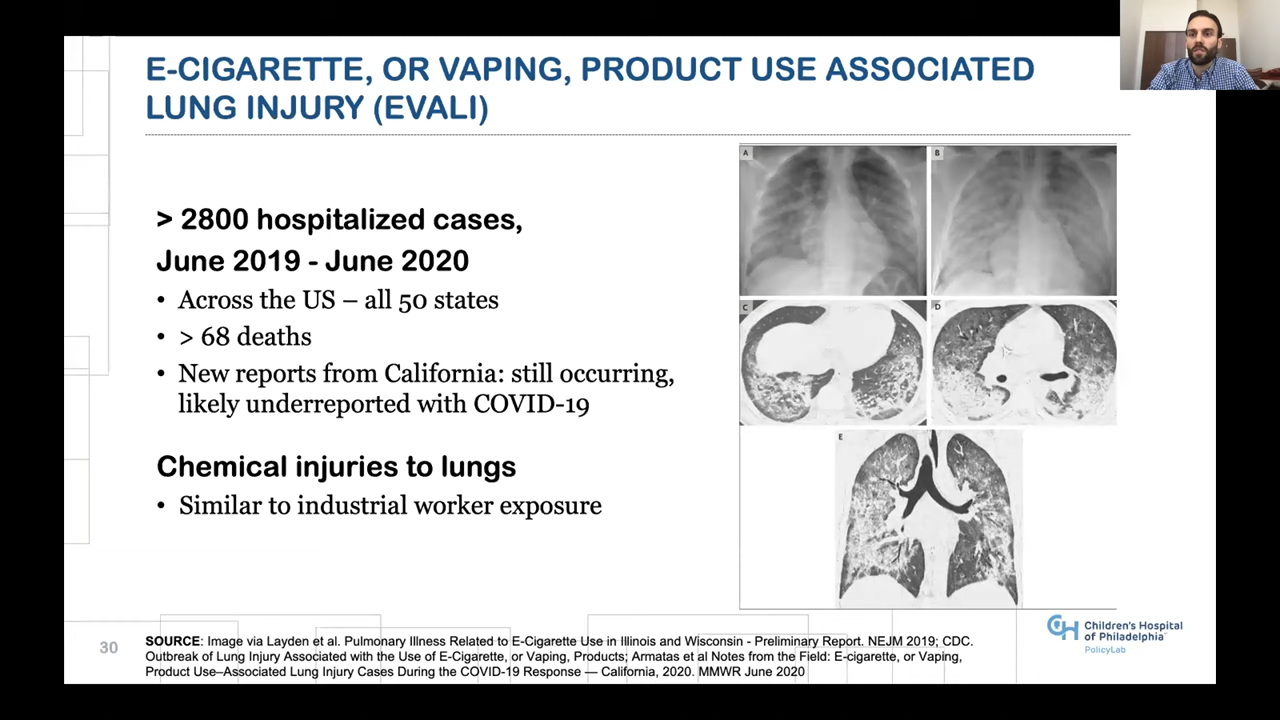 E-CIGARETTE, OR VAPING, PRODUCT USE ASSOCIATED
LUNG INJURY (EVALI)
> 2800 hospitalized cases,
June 2019 - June 2020
• Across the US – all 50 states
• > 68 deaths
• New reports from California: still occurring,
likely underreported with COVID-19
Chemical injuries to lungs
• Similar to industrial worker exposure
A
B
C
D
E
30
SOURCE: Image via Layden et al. Pulmonary Illness Related to E-Cigarette Use in Illinois and Wisconsin - Preliminary Report. NEJM 2019; CDC.
Outbreak of Lung Injury Associated with the Use of E-Cigarette, or Vaping, Products; Armatas et al Notes from the Field: E-cigarette, or Vaping,
Product Use–Associated Lung Injury Cases During the COVID-19 Response — California, 2020. MMWR June 2020
CH Children's Hospital
of Philadelphia
PolicyLab